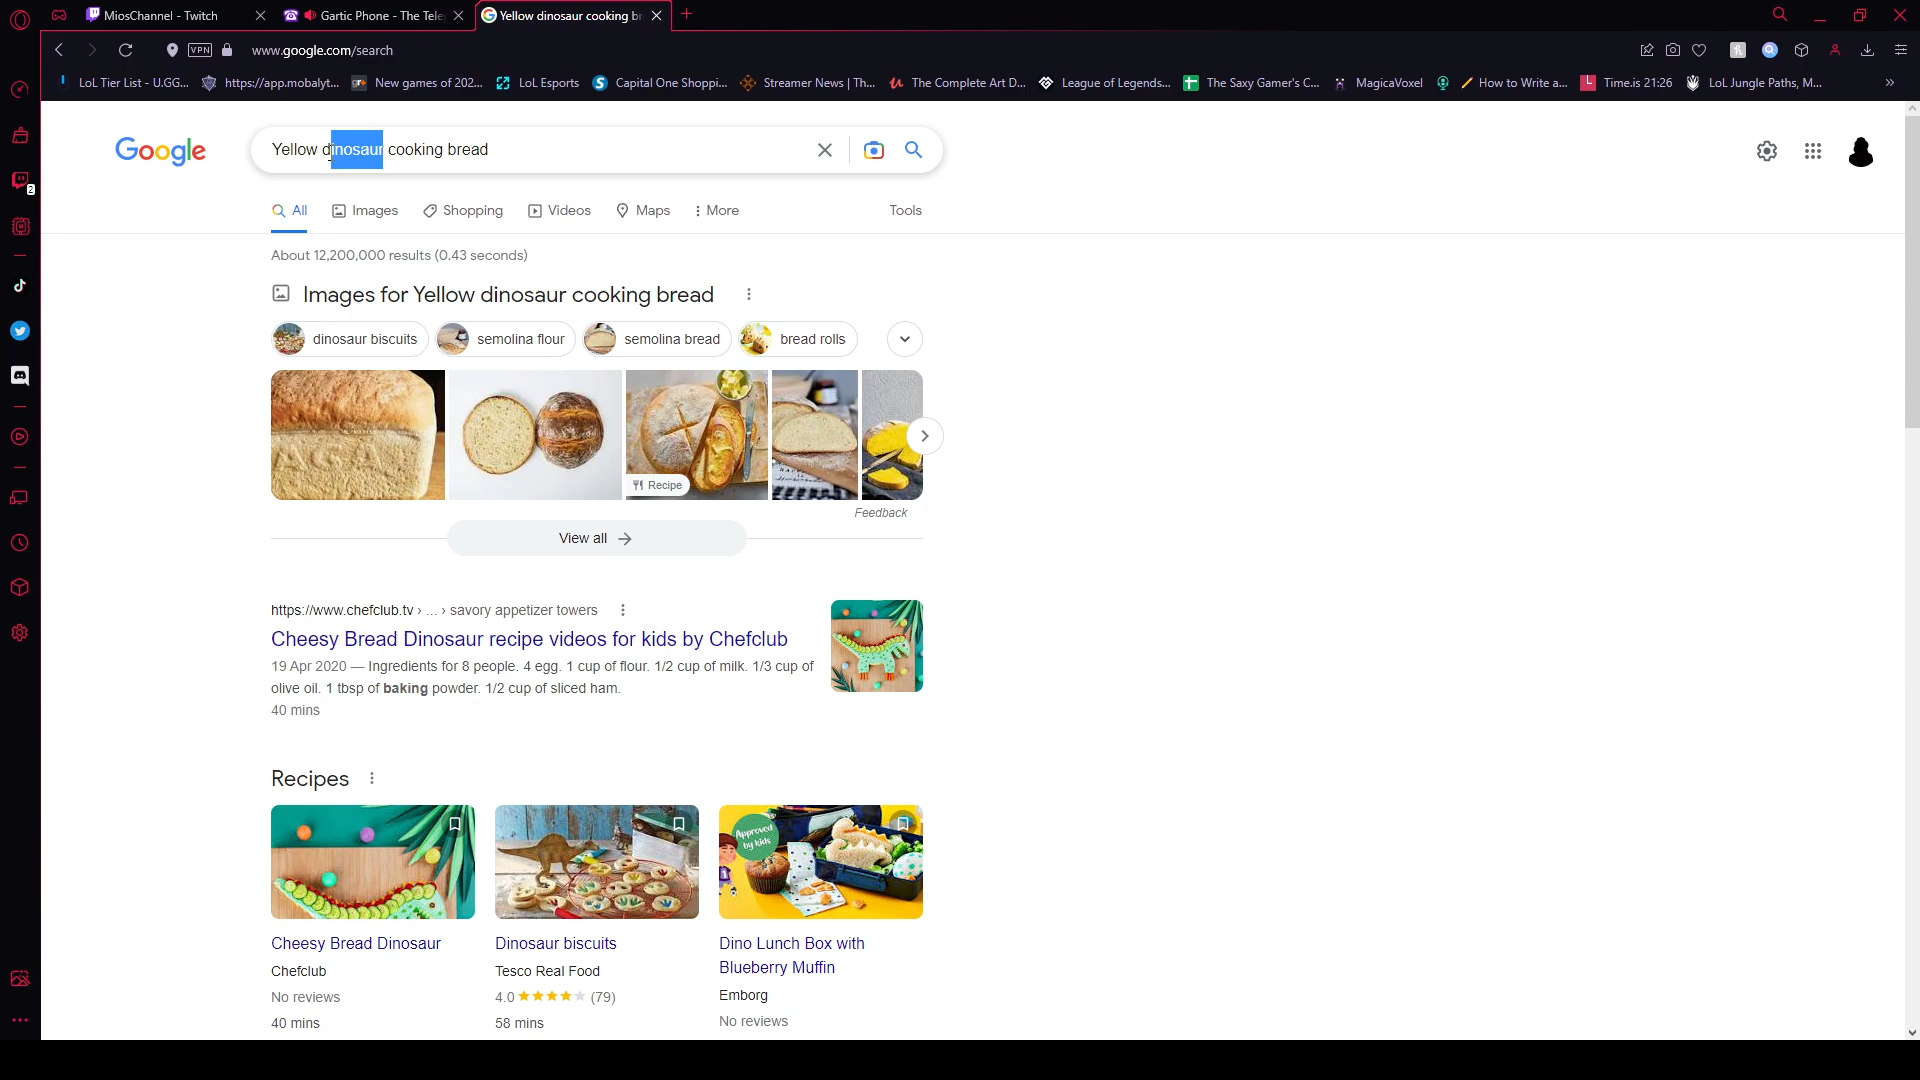 MiosChannel - Twitch
Gartic Phone - The Tele
Yellow dinosaur cooking br
VPN
www.google.com/search
LoL Tier List - U.GG...
https://app.mobalyt...
New games of 202...
LoL Esports
Capital One Shoppi...
Streamer News | Th...
The Complete Art D...
League of Legends...
The Saxy Gamer's C...
MagicaVoxel
How to Write a...
Time.is 21:26
LoL Jungle Paths, M...
2
Google
Yellow dinosaur cooking bread
All
Images
Shopping
Videos
Maps
More
Tools
About 12,200,000 results (0.43 seconds)
Images for Yellow dinosaur cooking bread
dinosaur biscuits
semolina flour
semolina bread
bread rolls
AGA
Recipe
Feedback
View all
https://www.chefclub.tv › ... › savory appetizer towers
Cheesy Bread Dinosaur recipe videos for kids by Chefclub
19 Apr 2020 — Ingredients for 8 people. 4 egg. 1 cup of flour. 1/2 cup of milk. 1/3 cup of
olive oil. 1 tbsp of baking powder. 1/2 cup of sliced ham.
40 mins
Recipes
Approved
by kids
Cheesy Bread Dinosaur
Chefclub
No reviews
40 mins
Dinosaur biscuits
Tesco Real Food
4.0 ★★★★★ (79)
58 mins
Dino Lunch Box with
Blueberry Muffin
Emborg
No reviews